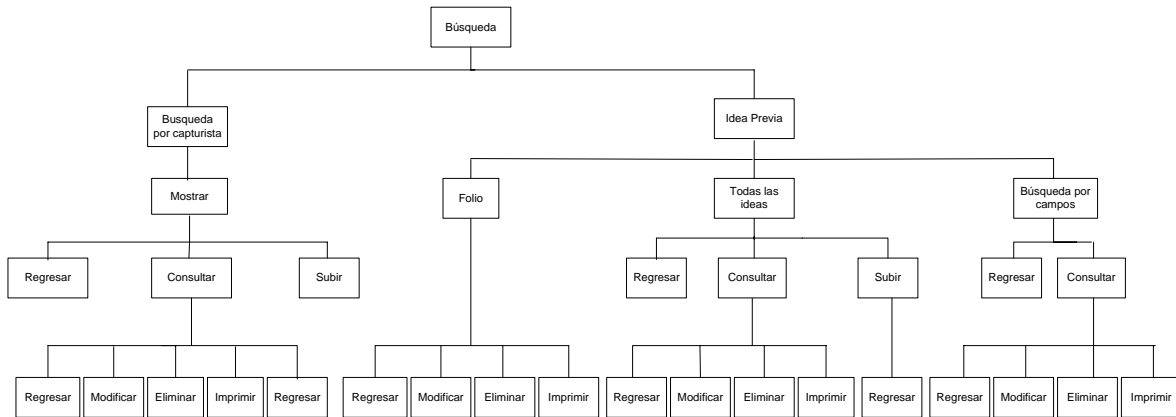 Búsqueda
Busqueda
por capturista
Idea Previa
Mostrar
Folio
Todas las
ideas
Búsqueda por
campos
Regresar
Consultar
Subir
Regresar
Consultar
Subir
Regresar
Consultar
Regresar
Modificar
Eliminar
Imprimir
Regresar
Regresar
Modificar
Eliminar
Imprimir
Regresar
Modificar
Eliminar
Imprimir
Regresar
Regresar
Modificar
Eliminar
Imprimir